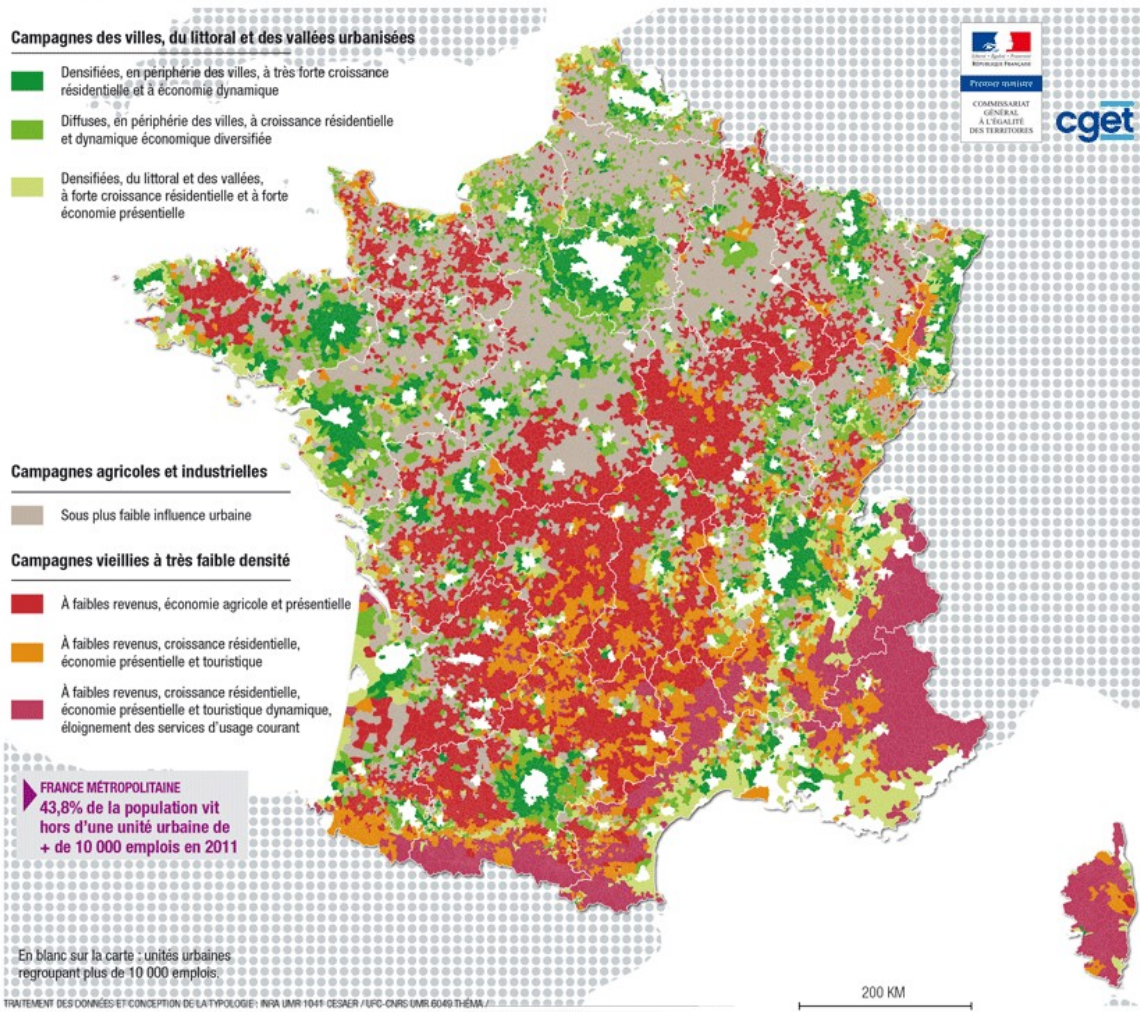 Campagnes des villes, du littoral et des vallées urbanisées
Densifiées, en périphérie des villes, à très forte croissance
résidentielle et à économie dynamique
Diffuses, en périphérie des villes, à croissance résidentielle
et dynamique économique diversifiée
Densifiées, du littoral et des vallées,
à forte croissance résidentielle et à forte
économie présentielle
Liberté • Égalité • Fraternité
RÉPUBLIQUE FRANÇAISE
Premier ministre
COMMISSARIAT
GÉNÉRAL
À L'ÉGALITÉ
DES TERRITOIRES
cget
Campagnes agricoles et industrielles
Sous plus faible influence urbaine
Campagnes vieillies à très faible densité
À faibles revenus, économie agricole et présentielle
À faibles revenus, croissance résidentielle,
économie présentielle et touristique
À faibles revenus, croissance résidentielle,
économie présentielle et touristique dynamique,
éloignement des services d'usage courant
FRANCE MÉTROPOLITAINE
43,8% de la population vit
hors d'une unité urbaine de
+ de 10 000 emplois en 2011
En blanc sur la carte : unités urbaines
regroupant plus de 10 000 emplois.
TRAITEMENT DES DONNÉES ET CONCEPTION DE LA TYPOLOGIE : INRA UMR 1041 CESAER / UFC-CNRS UMR 6049 THÉMA /
200 KM